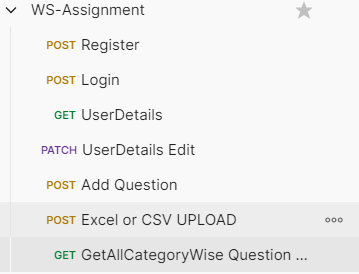 WS-Assignment
POST Register
POST Login
GET UserDetails
PATCH UserDetails Edit
POST Add Question
POST Excel or CSV UPLOAD
GET GetAllCategoryWise Question ...